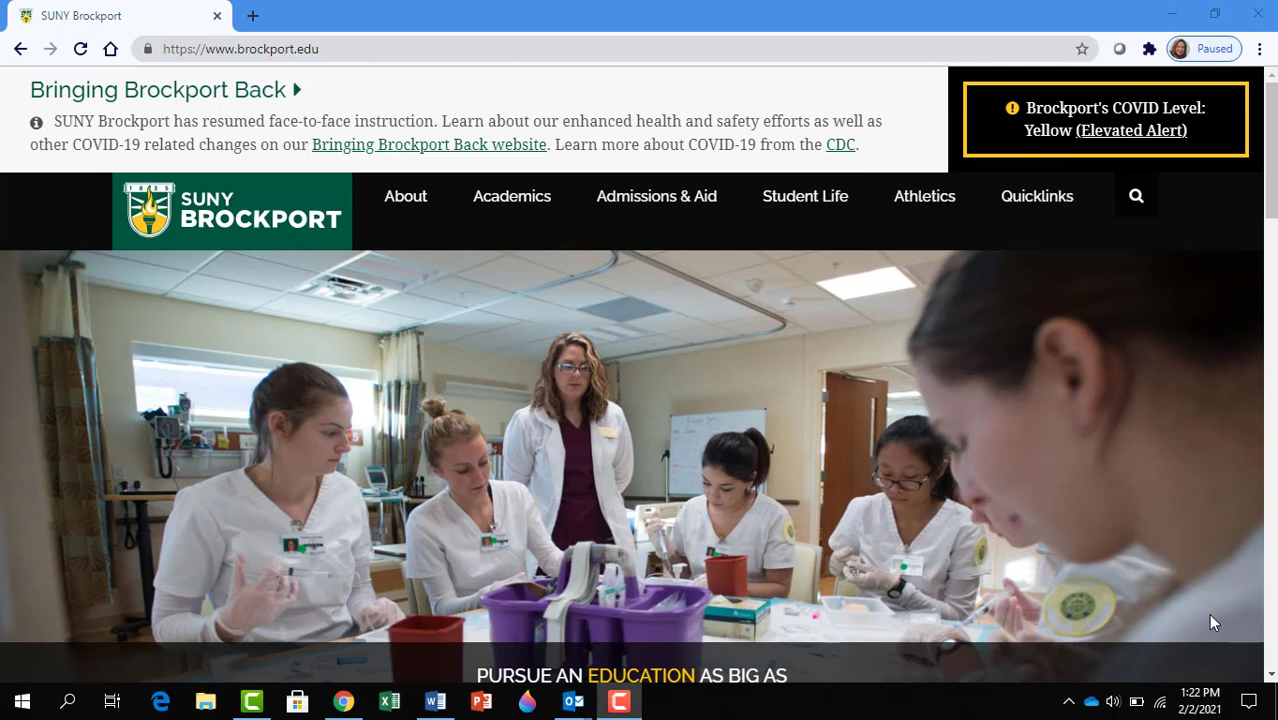 SUNY Brockport
https://www.brockport.edu
Paused
Bringing Brockport Back
SUNY Brockport has resumed face-to-face instruction. Learn about our enhanced health and safety efforts as well as
other COVID-19 related changes on our Bringing Brockport Back website. Learn more about COVID-19 from the CDC.
Brockport's COVID Level:
Yellow (Elevated Alert)
1835
SUNY
BROCKPORT
About
Academics
Admissions & Aid
Student Life
Athletics
Quicklinks
PURSUE AN EDUCATION AS BIG AS
1:22 PM
2/2/2021